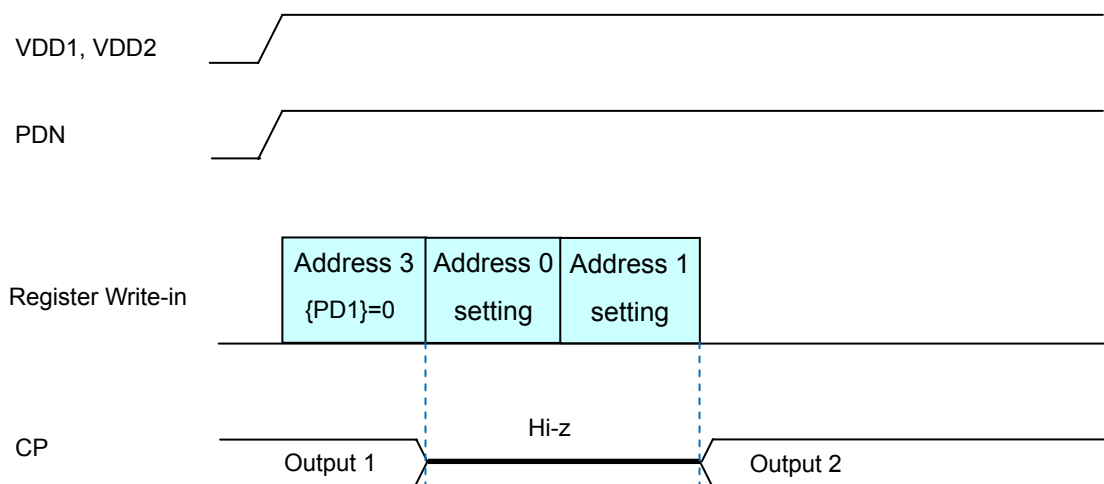 VDD1, VDD2
PDN
Register Write-in
Address 3
{PD1}=0
Address 0
setting
Address 1
setting
CP
Output 1
Hi-z
Output 2